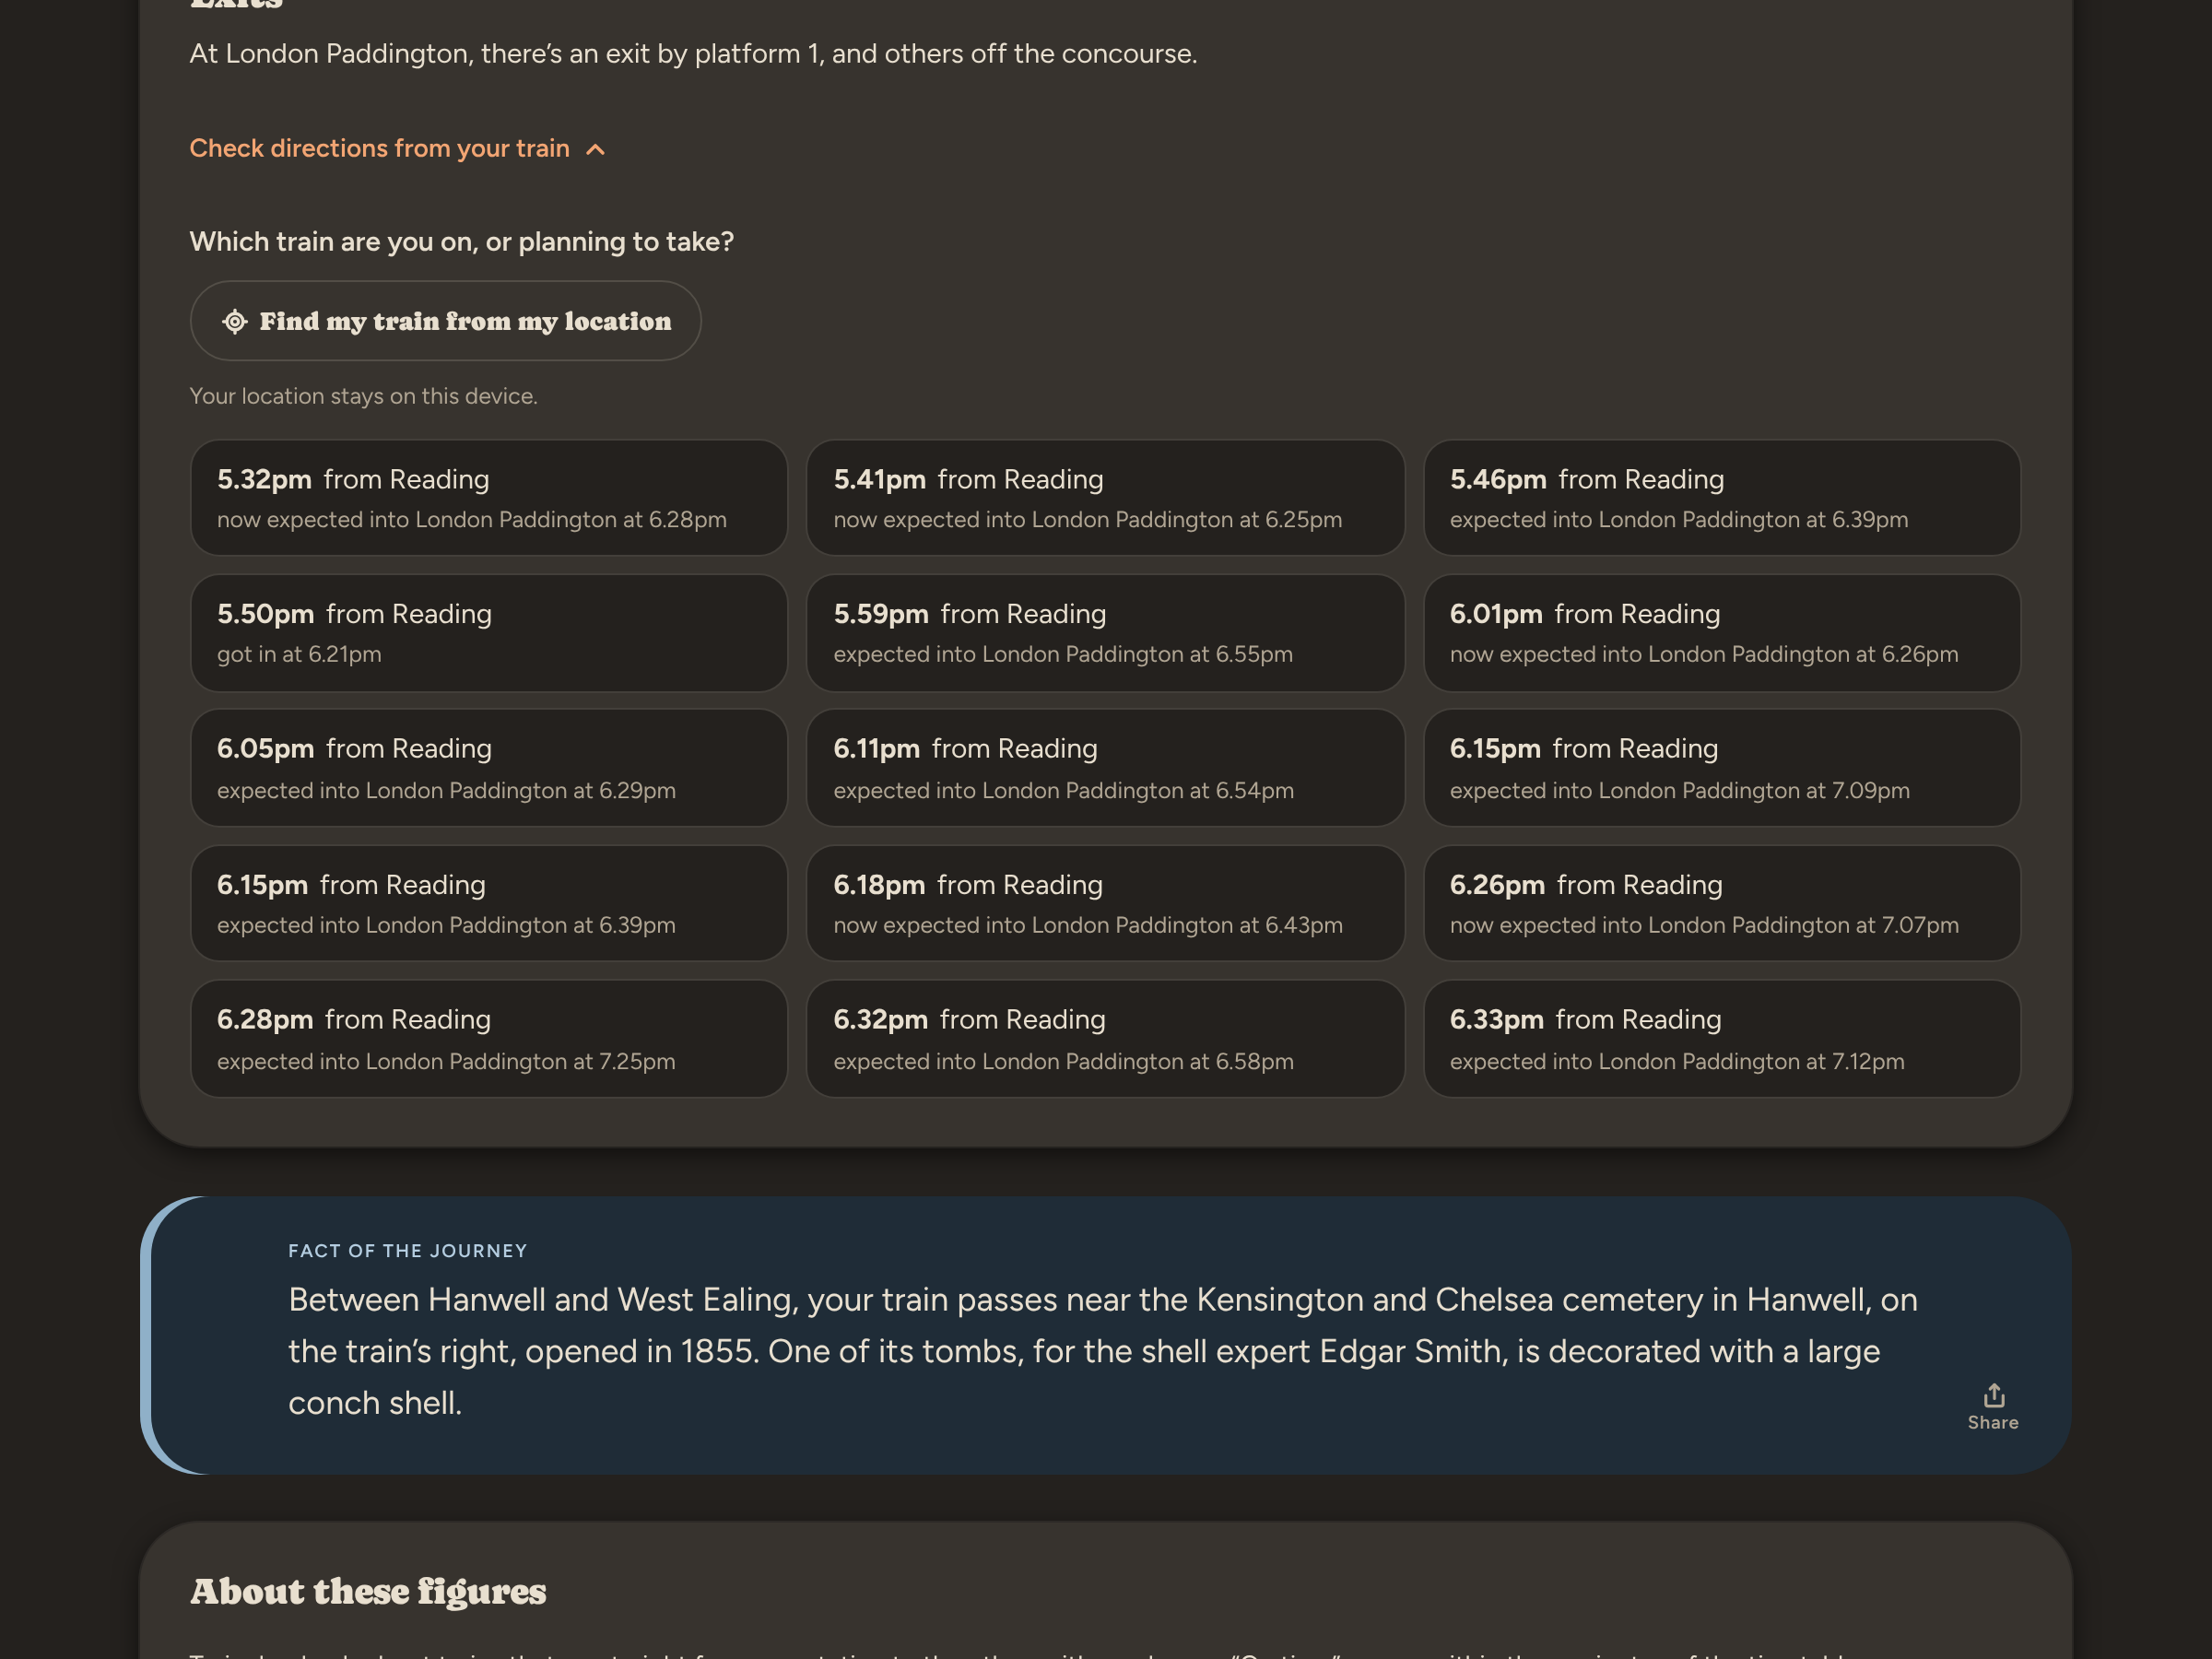 Exits
At London Paddington, there's an exit by platform 1, and others off the concourse.
Check directions from your train
Which train are you on, or planning to take?
Find my train from my location
Your location stays on this device.
5.32pm from Reading
now expected into London Paddington at 6.28pm
5.41pm from Reading
now expected into London Paddington at 6.25pm
5.46pm from Reading
expected into London Paddington at 6.39pm
5.50pm from Reading
got in at 6.21pm
5.59pm from Reading
expected into London Paddington at 6.55pm
6.01pm from Reading
now expected into London Paddington at 6.26pm
6.05pm from Reading
expected into London Paddington at 6.29pm
6.11pm from Reading
expected into London Paddington at 6.54pm
6.15pm from Reading
expected into London Paddington at 7.09pm
6.15pm from Reading
expected into London Paddington at 6.39pm
6.18pm from Reading
now expected into London Paddington at 6.43pm
6.26pm from Reading
now expected into London Paddington at 7.07pm
6.28pm from Reading
expected into London Paddington at 7.25pm
6.32pm from Reading
expected into London Paddington at 6.58pm
6.33pm from Reading
expected into London Paddington at 7.12pm
FACT OF THE JOURNEY
Between Hanwell and West Ealing, your train passes near the Kensington and Chelsea cemetery in Hanwell, on
the train's right, opened in 1855. One of its tombs, for the shell expert Edgar Smith, is decorated with a large
conch shell.
Share
About these figures